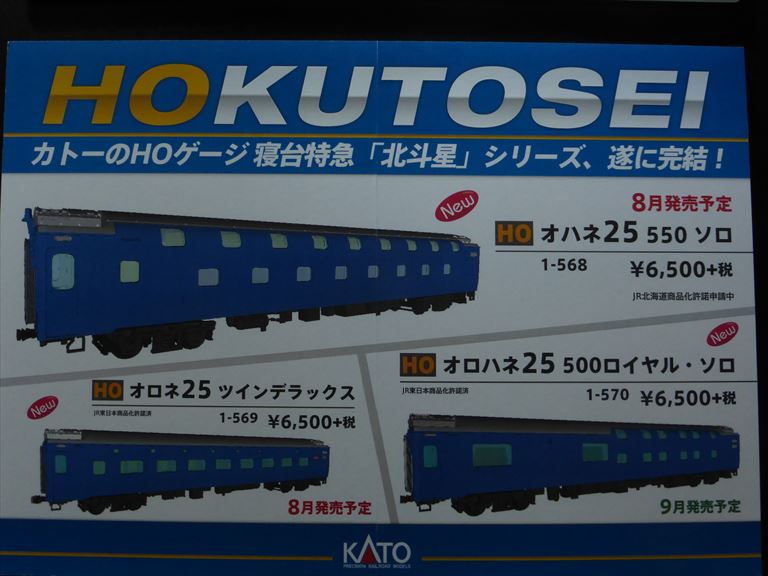 HOKUTOSEI
カトーのHOゲージ 寝台特急「北斗星」シリーズ、遂に完結！
New
8月発売予定
HO オハネ25 550 ソロ
1-568 ¥6,500+税
JR北海道商品化許諾申請中
New
HO オロネ25 ツインデラックス
JR東日本商品化許諾済
1-569 ¥6,500+税
8月発売予定
New
HO オロハネ25 500ロイヤル・ソロ
JR東日本商品化許諾済
1-570 ¥6,500+税
9月発売予定
KATO
PRECISION RAILROAD MODELS